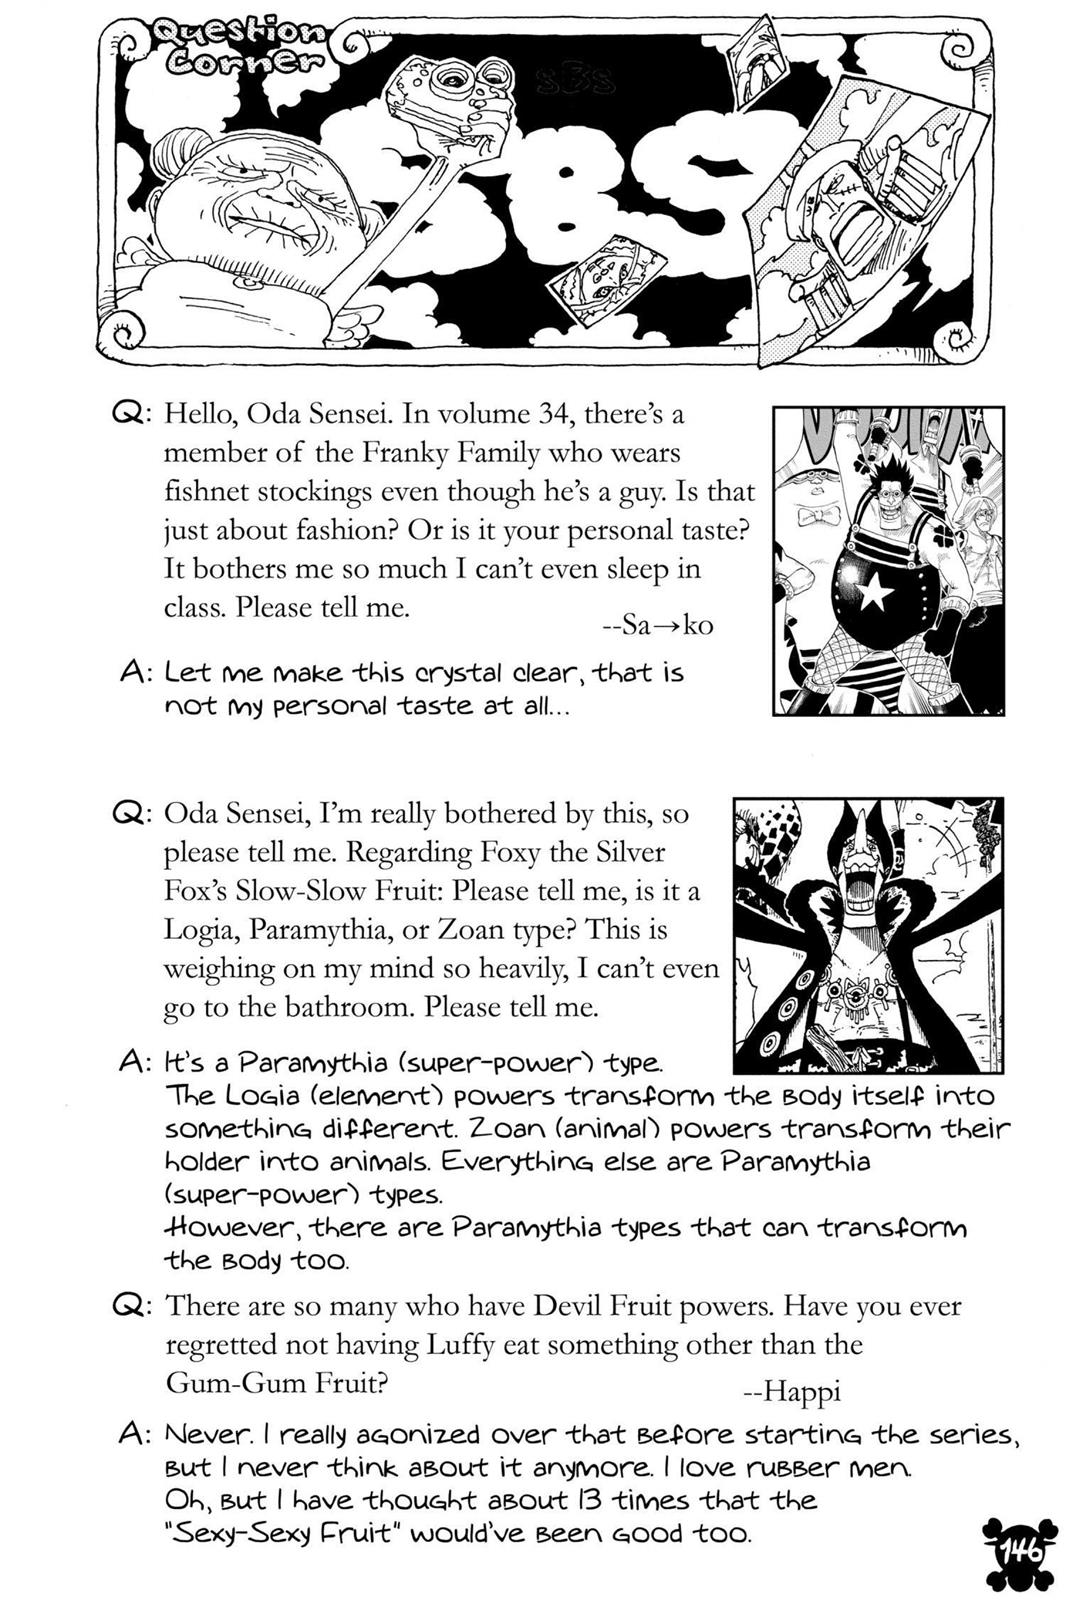 Question
Corner
SBS
SBS
Q: Hello, Oda Sensei. In volume 34, there's a
member of the Franky Family who wears
fishnet stockings even though he's a guy. Is that
just about fashion? Or is it your personal taste?
It bothers me so much I can't even sleep in
class. Please tell me.
--Sa→ko
A: Let me make this crystal clear, that is
not my personal taste at all...
Q: Oda Sensei, I'm really bothered by this, so
please tell me. Regarding Foxy the Silver
Fox's Slow-Slow Fruit: Please tell me, is it a
Logia, Paramythia, or Zoan type? This is
weighing on my mind so heavily, I can't even
go to the bathroom. Please tell me.
A: It's a Paramythia (super-power) type.
The Logia (element) powers transform the body itself into
something different. Zoan (animal) powers transform their
holder into animals. Everything else are Paramythia
(super-power) types.
However, there are Paramythia types that can transform
the body too.
Q: There are so many who have Devil Fruit powers. Have you ever
regretted not having Luffy eat something other than the
Gum-Gum Fruit?
--Happi
A: Never. I really agonized over that before starting the series,
but I never think about it anymore. I love rubber men.
Oh, but I have thought about 13 times that the
"Sexy-Sexy Fruit" would've been good too.
146